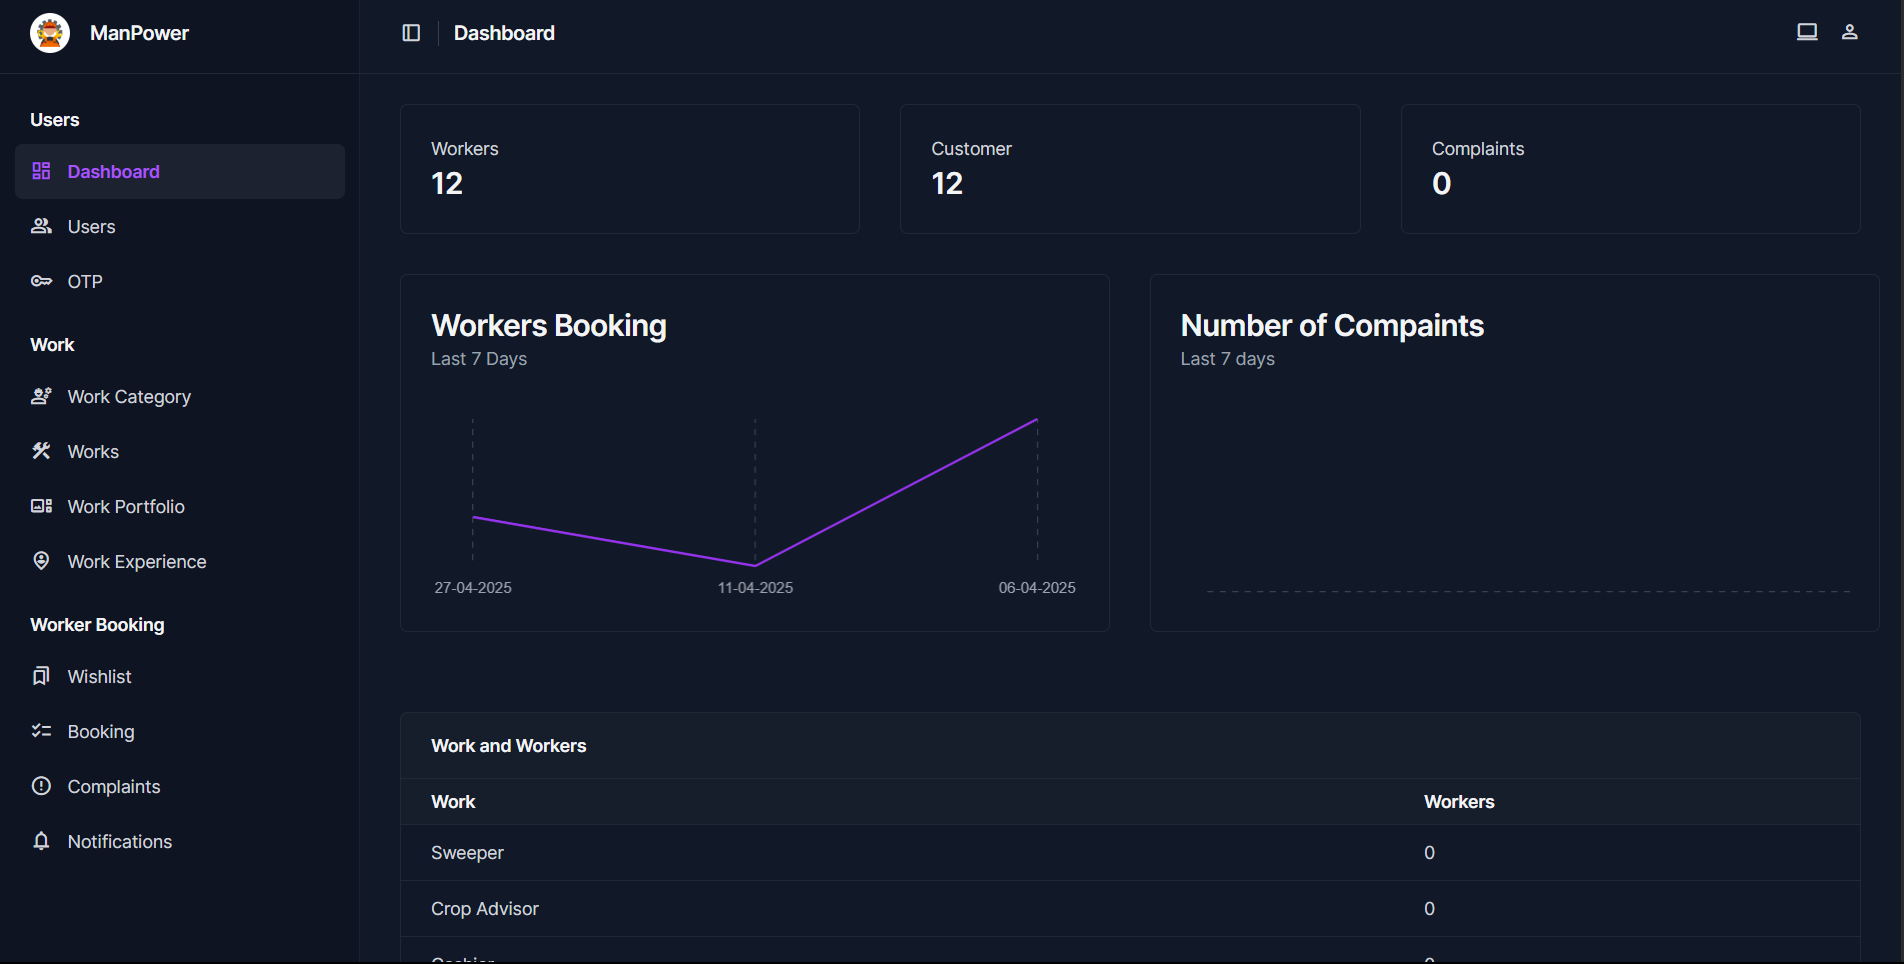 ManPower
Dashboard
Users
Dashboard
Users
OTP
Work
Work Category
Works
Work Portfolio
Work Experience
Worker Booking
Wishlist
Booking
Complaints
Notifications
Workers
12
Customer
12
Complaints
0
Workers Booking
Last 7 Days
27-04-2025
11-04-2025
06-04-2025
Number of Compaints
Last 7 days
Work and Workers
Work Workers
Sweeper 0
Crop Advisor 0